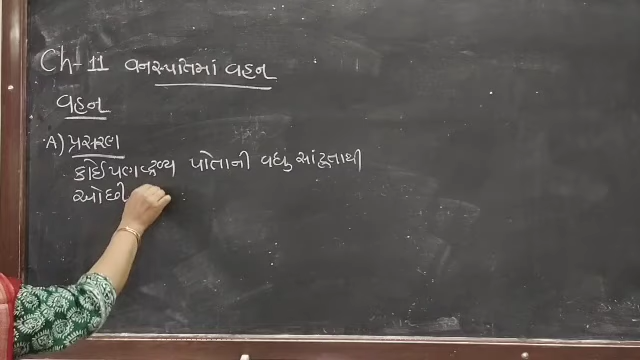 Ch-11 વનસ્પતિમાં વહન
વહન
A) પ્રસરણ
કોઈપણ દ્રવ્ય પોતાની વધુ સાંદ્રતાથી
ઓછી